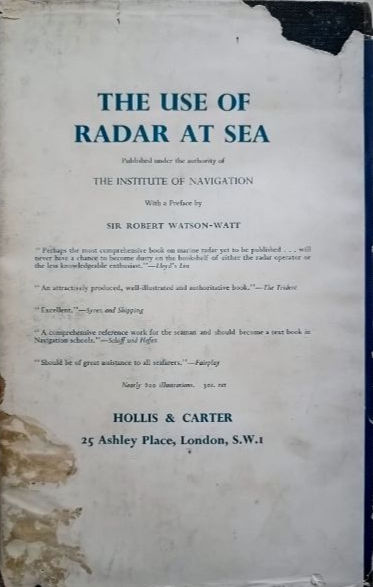 THE USE OF
RADAR AT SEA
Published under the authority of
THE INSTITUTE OF NAVIGATION
With a Preface by
SIR ROBERT WATSON-WATT
"Perhaps the most comprehensive book on marine radar yet to be published . . . will
never have a chance to become dusty on the bookshelf of either the radar operator or
the less knowledgeable enthusiast."—Lloyd's List
"An attractively produced, well-illustrated and authoritative book."—The Trident
"Excellent."—Syren and Shipping
"A comprehensive reference work for the seaman and should become a text book in
Navigation schools."—Schiff und Hafen
"Should be of great assistance to all seafarers."—Fairplay
Nearly 200 illustrations. 30s. net
HOLLIS & CARTER
25 Ashley Place, London, S.W.1